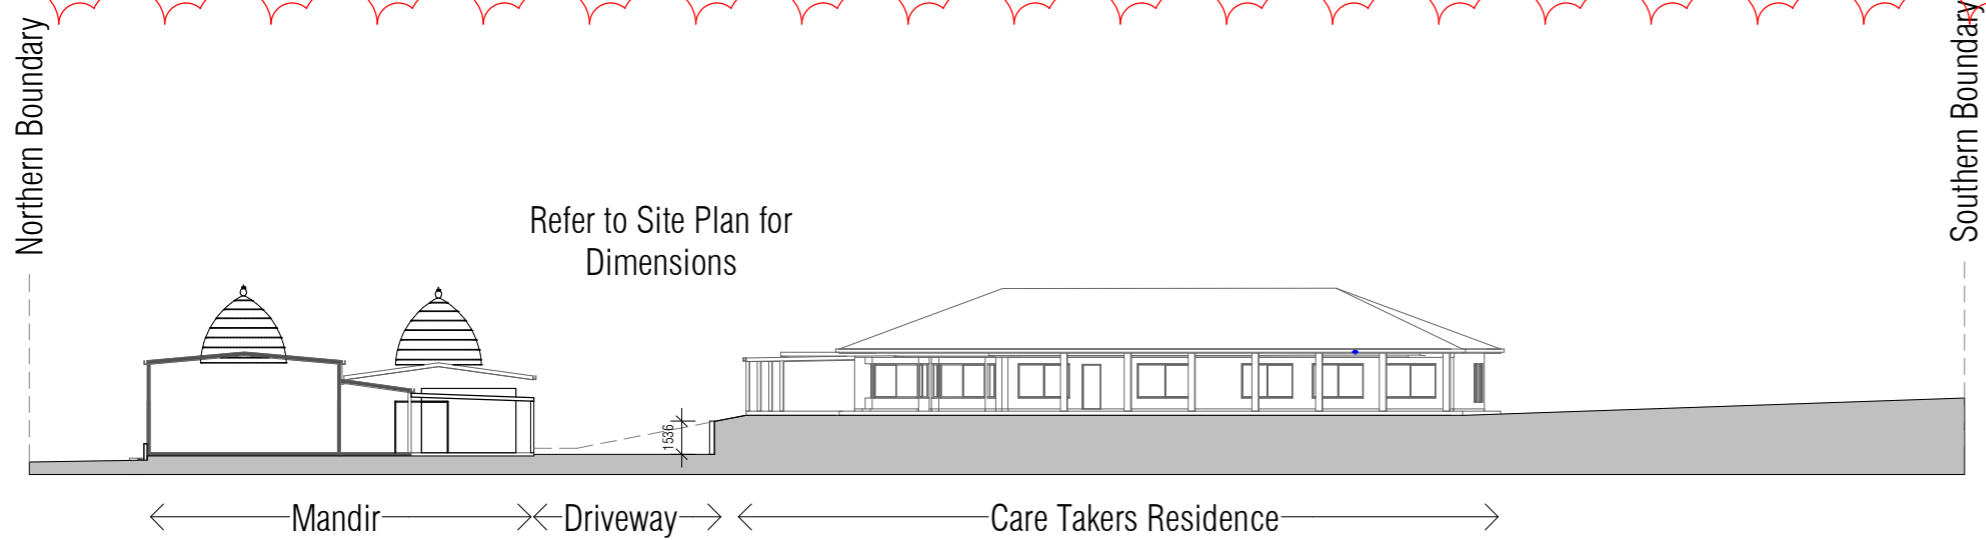 Northern Boundary
Southern Boundary
Refer to Site Plan for
Dimensions
1536
Mandir
Driveway
Care Takers Residence